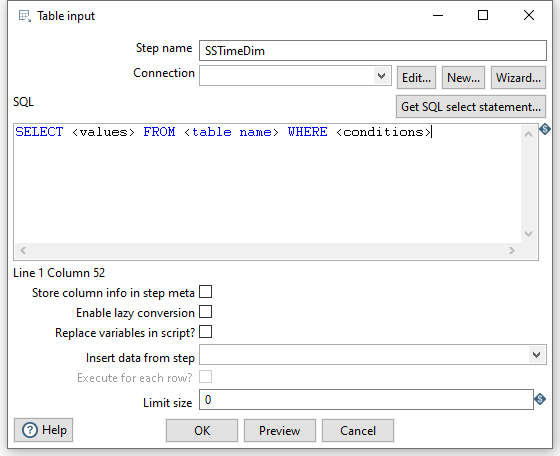 Table input
Step name SSTimeDim
Connection Edit... New... Wizard...
SQL Get SQL select statement...
SELECT <values> FROM <table name> WHERE <conditions>
Line 1 Column 52
Store column info in step meta
Enable lazy conversion
Replace variables in script?
Insert data from step
Execute for each row?
Limit size 0
Help OK Preview Cancel